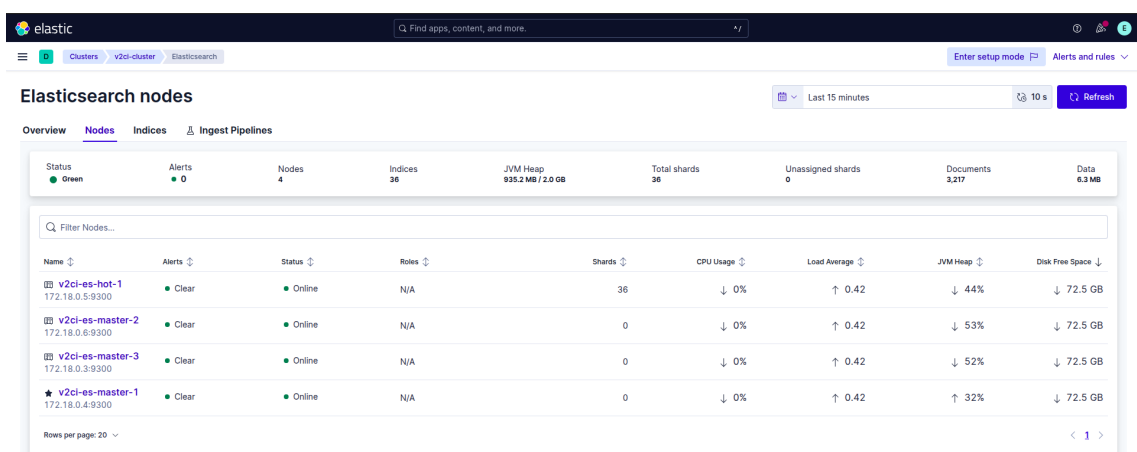 elastic
Find apps, content, and more.
^/
E
D
Clusters
v2ci-cluster
Elasticsearch
Enter setup mode
Alerts and rules
Elasticsearch nodes
Last 15 minutes
10 s
Refresh
Overview Nodes Indices Ingest Pipelines
Status Alerts Nodes Indices JVM Heap Total shards Unassigned shards Documents Data
Green 0 4 36 935.2 MB / 2.0 GB 36 0 3,217 6.3 MB
Filter Nodes...
Name Alerts Status Roles Shards CPU Usage Load Average JVM Heap Disk Free Space
v2ci-es-hot-1 Clear Online N/A 36 ↓ 0% ↑ 0.42 ↓ 44% ↓ 72.5 GB
172.18.0.5:9300
v2ci-es-master-2 Clear Online N/A 0 ↓ 0% ↑ 0.42 ↓ 53% ↓ 72.5 GB
172.18.0.6:9300
v2ci-es-master-3 Clear Online N/A 0 ↓ 0% ↑ 0.42 ↓ 52% ↓ 72.5 GB
172.18.0.3:9300
v2ci-es-master-1 Clear Online N/A 0 ↓ 0% ↑ 0.42 ↑ 32% ↓ 72.5 GB
172.18.0.4:9300
Rows per page: 20
< 1 >